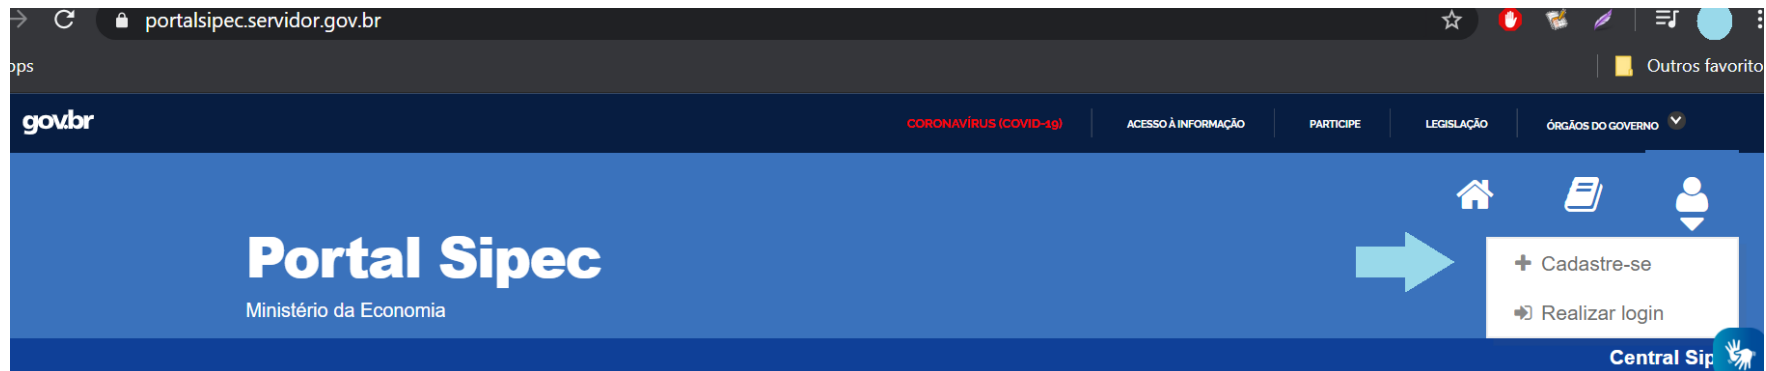 portalsipec.servidor.gov.br
Outros favorito
gov.br
CORONAVÍRUS (COVID-19) ACESSO À INFORMAÇÃO PARTICIPE LEGISLAÇÃO ÓRGÃOS DO GOVERNO
Portal Sipec
Ministério da Economia
Cadastre-se
Realizar login
Central Sip